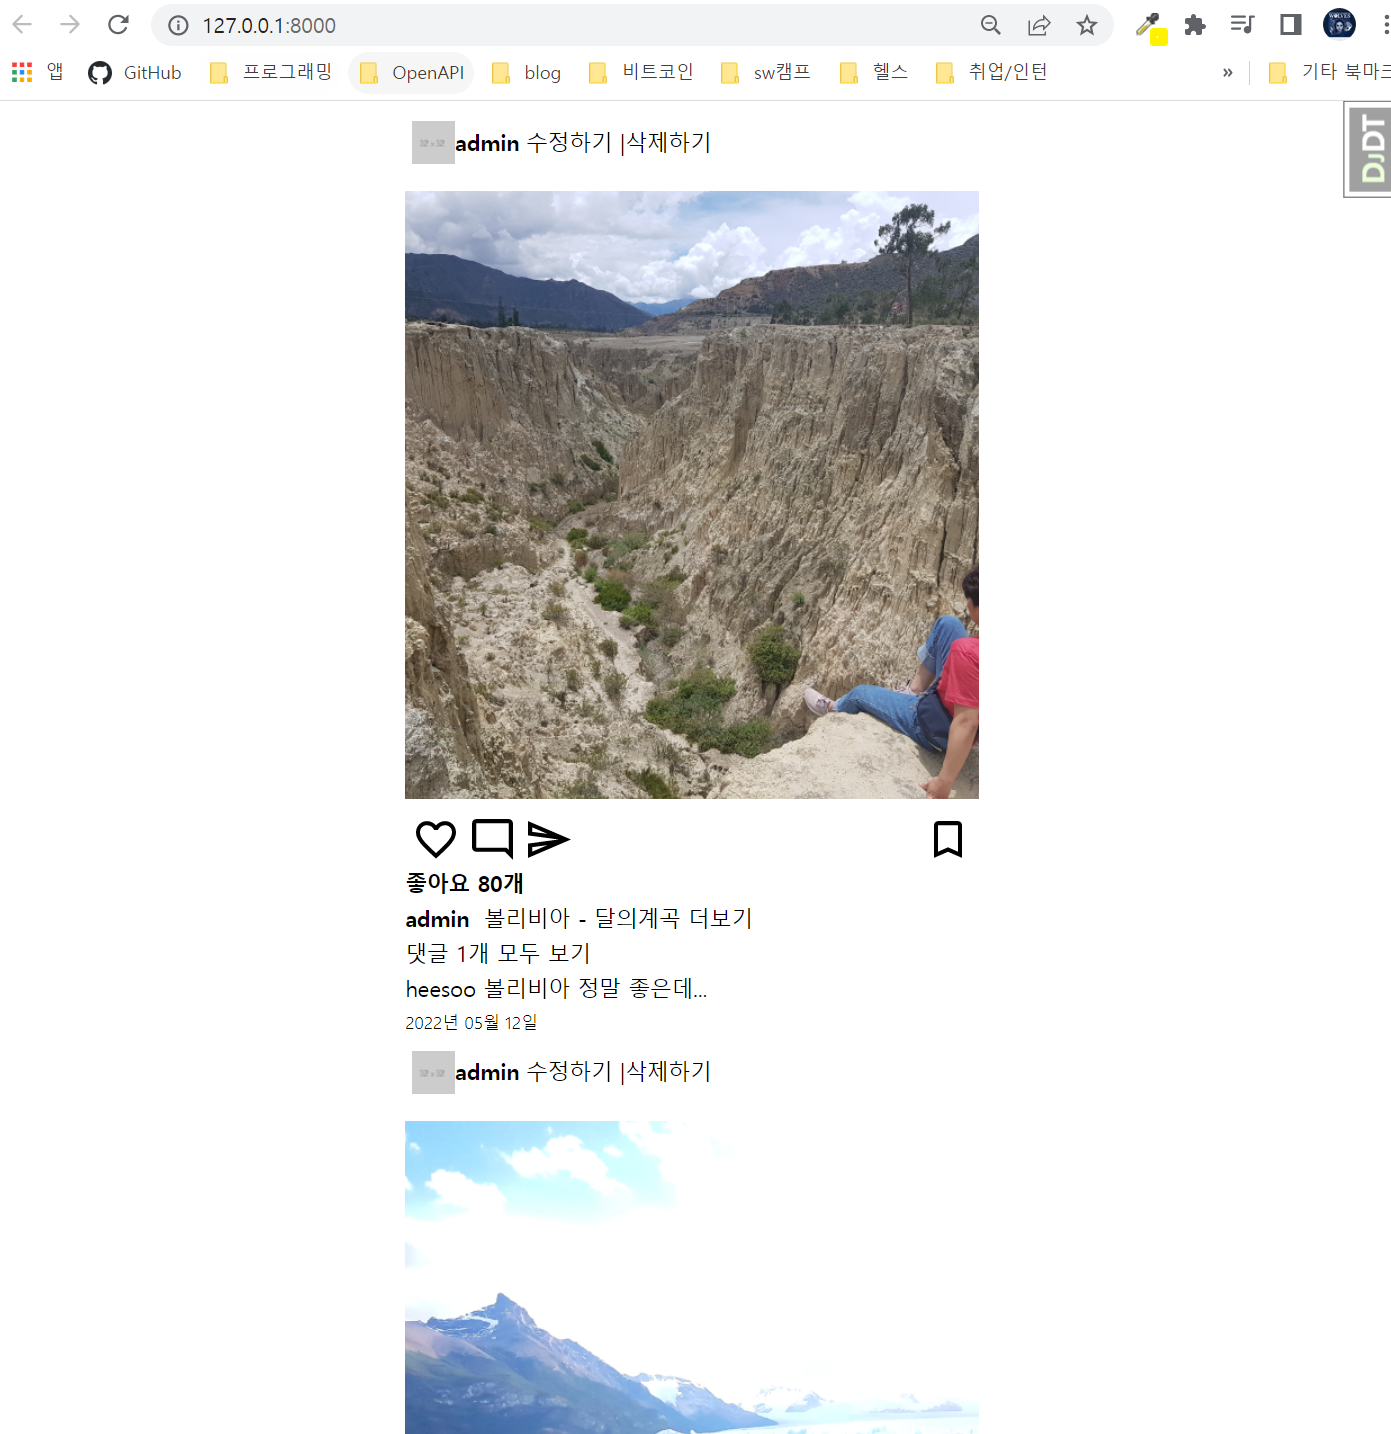 127.0.0.1:8000
앱 GitHub 프로그래밍 OpenAPI blog 비트코인 sw캠프 헬스 취업/인턴 » 기타 북마크
DJDT
admin 수정하기 |삭제하기
좋아요 80개
admin 볼리비아 - 달의계곡 더보기
댓글 1개 모두 보기
heesoo 볼리비아 정말 좋은데...
2022년 05월 12일
admin 수정하기 |삭제하기